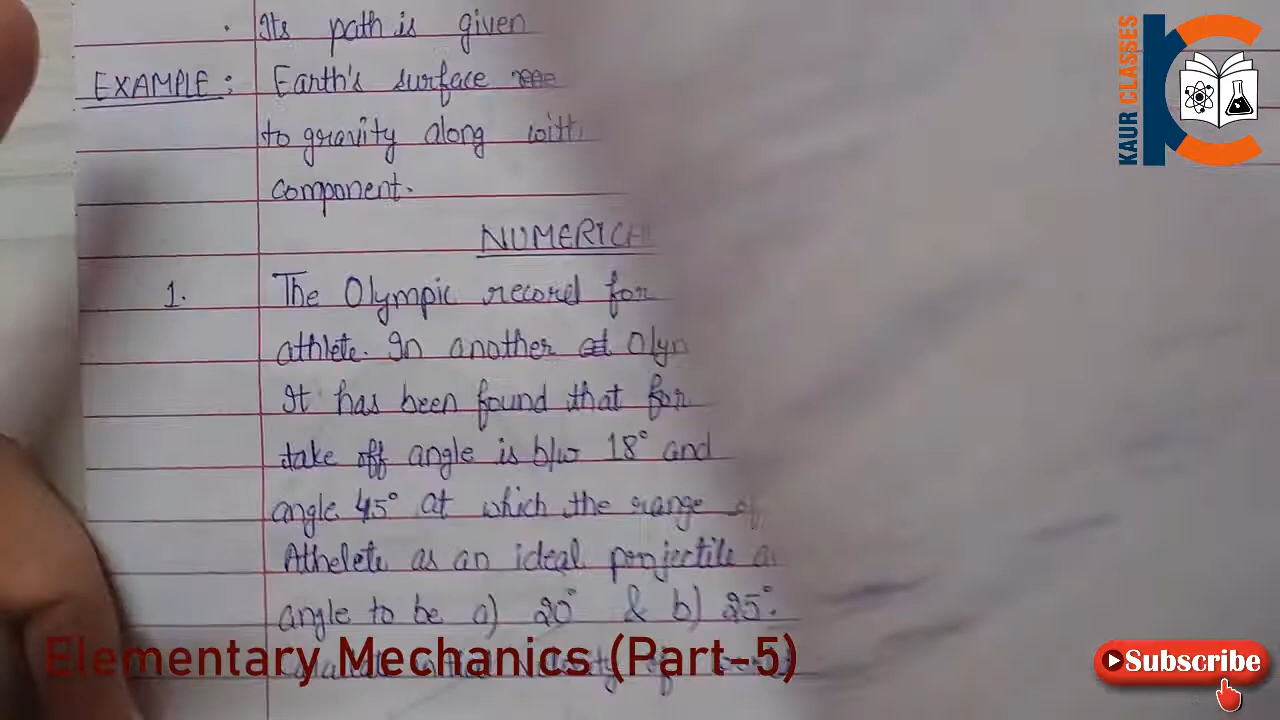 Its path is given
EXAMPLE: Earth's surface
to gravity along with
component.
NUMERICA
1. The Olympic record for
athlete. In another Olym
It has been found that for
take off angle is b/w 18° and
angle 45° at which the range of
Athelete as an ideal projectile
angle to be a) 20° & b) 25°.
Elementary Mechanics (Part-5)
KAUR CLASSES
Subscribe